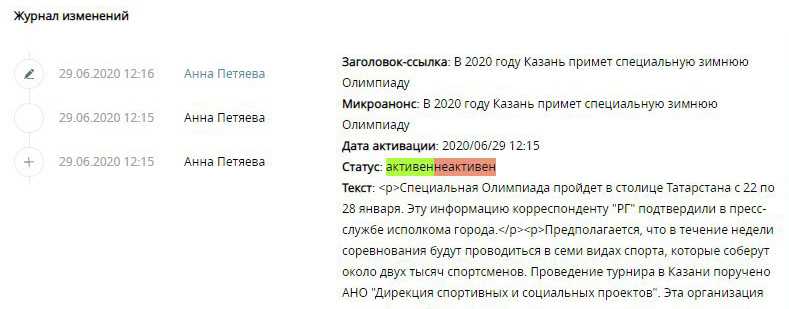 Журнал изменений
29.06.2020 12:16 Анна Петяева
29.06.2020 12:15 Анна Петяева
29.06.2020 12:15 Анна Петяева
Заголовок-ссылка: В 2020 году Казань примет специальную зимнюю
Олимпиаду
Микроанонс: В 2020 году Казань примет специальную зимнюю
Олимпиаду
Дата активации: 2020/06/29 12:15
Статус: активеннеактивен
Текст: <p>Специальная Олимпиада пройдет в столице Татарстана с 22 по
28 января. Эту информацию корреспонденту "РГ" подтвердили в пресс-
службе исполкома города.</p><p>Предполагается, что в течение недели
соревнования будут проводиться в семи видах спорта, которые соберут
около двух тысяч спортсменов. Проведение турнира в Казани поручено
АНО "Дирекция спортивных и социальных проектов". Эта организация